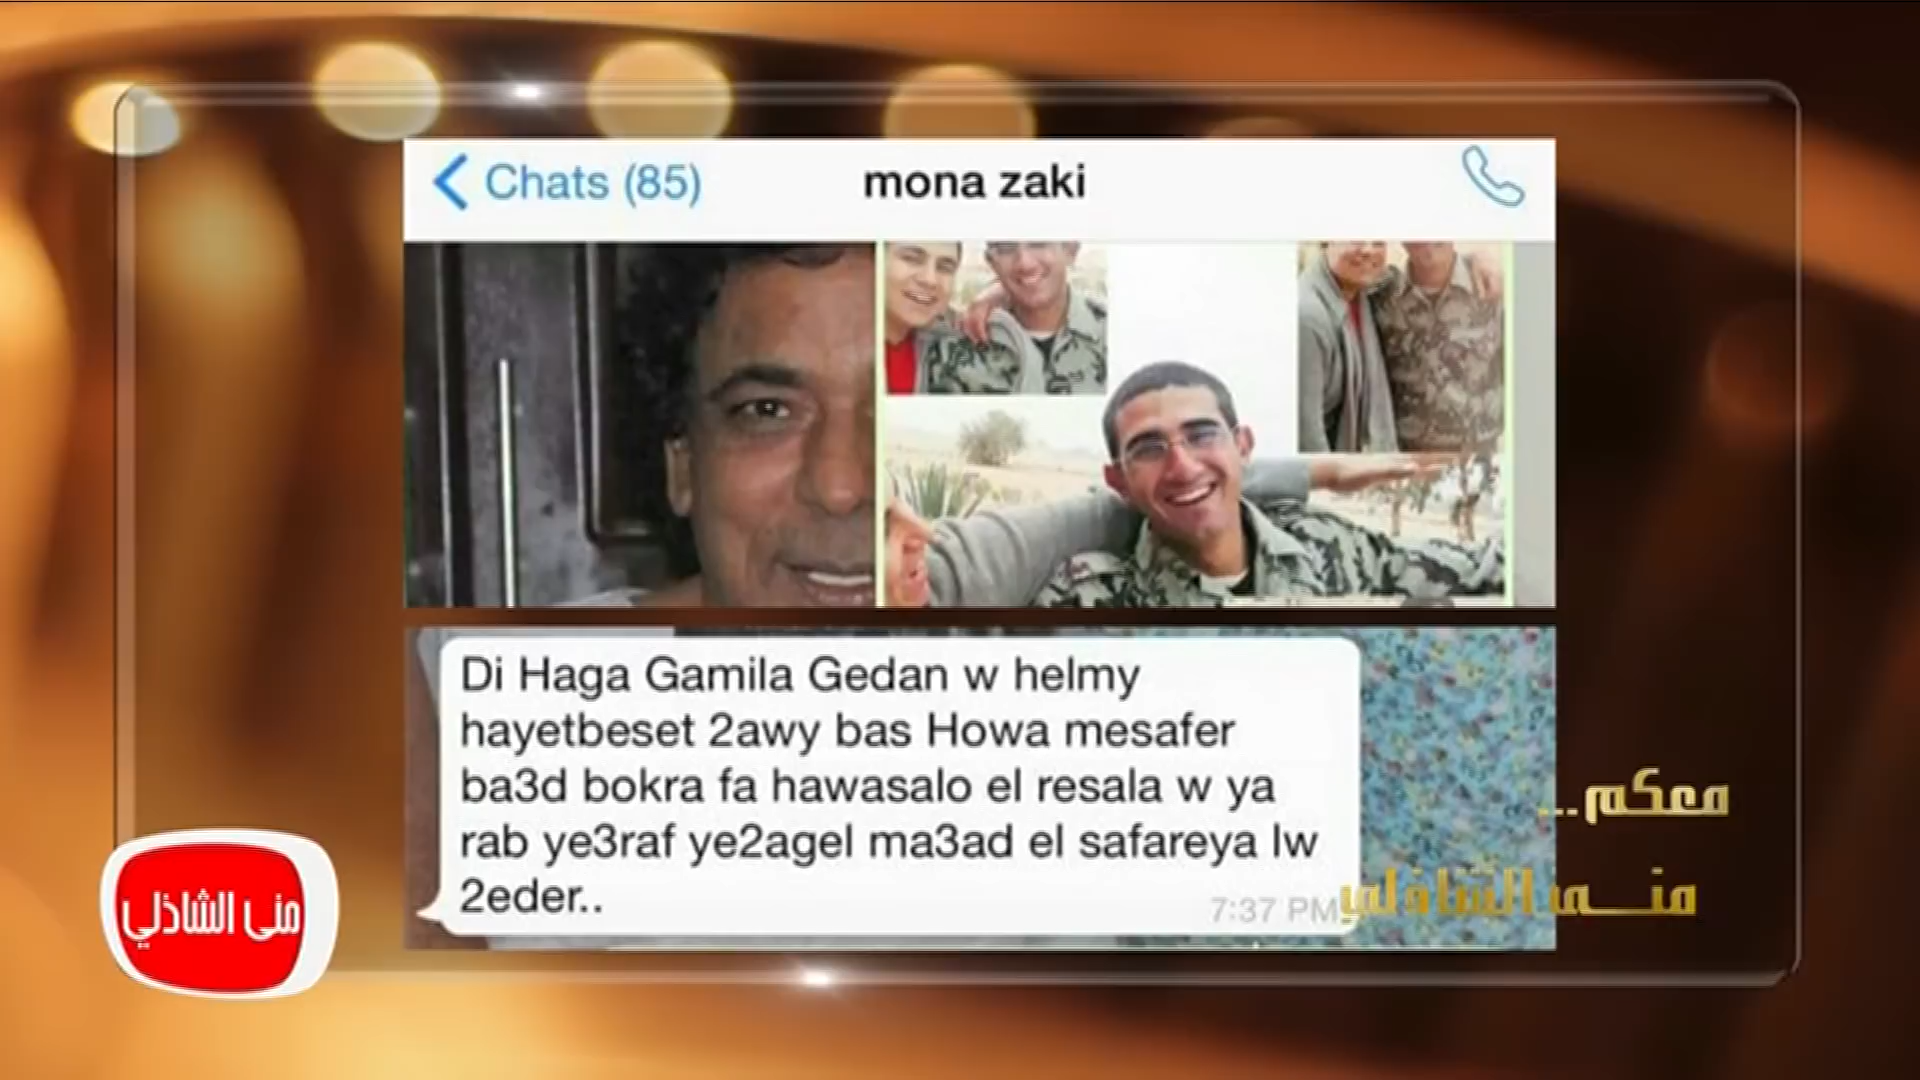 Chats (85)
mona zaki
Di Haga Gamila Gedan w helmy
hayetbeset 2awy bas Howa mesafer
ba3d bokra fa hawasalo el resala w ya
rab ye3raf ye2agel ma3ad el safareya lw
2eder..
7:37 PM
معكم...
منى الشاذلي
منى الشاذلي